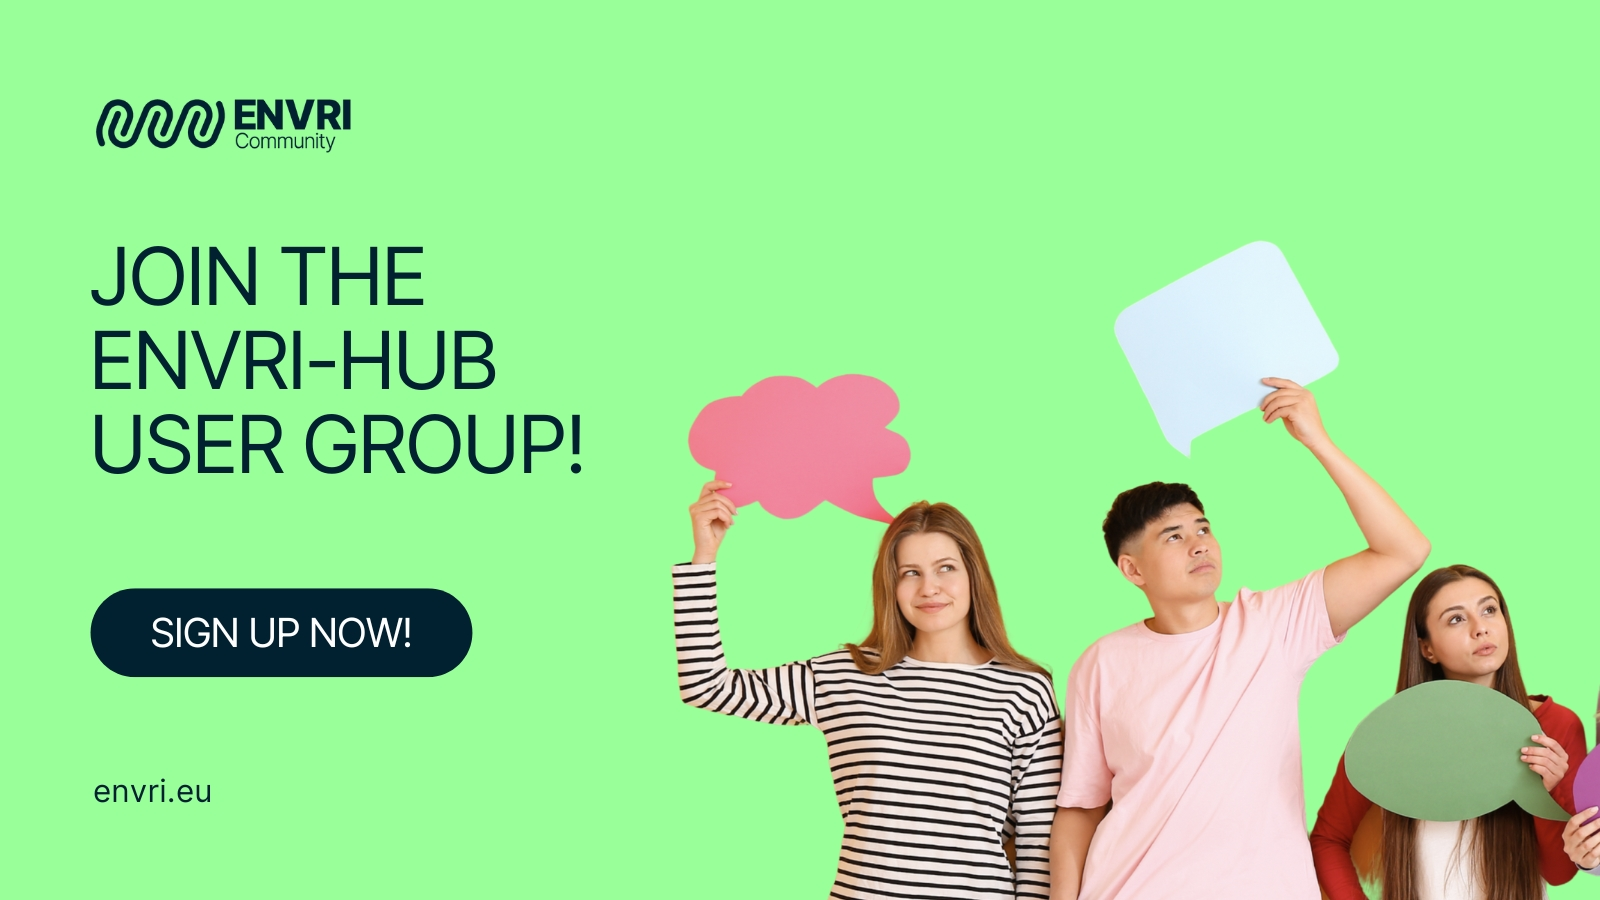 ENVRI
Community
JOIN THE
ENVRI-HUB
USER GROUP!
SIGN UP NOW!
envri.eu